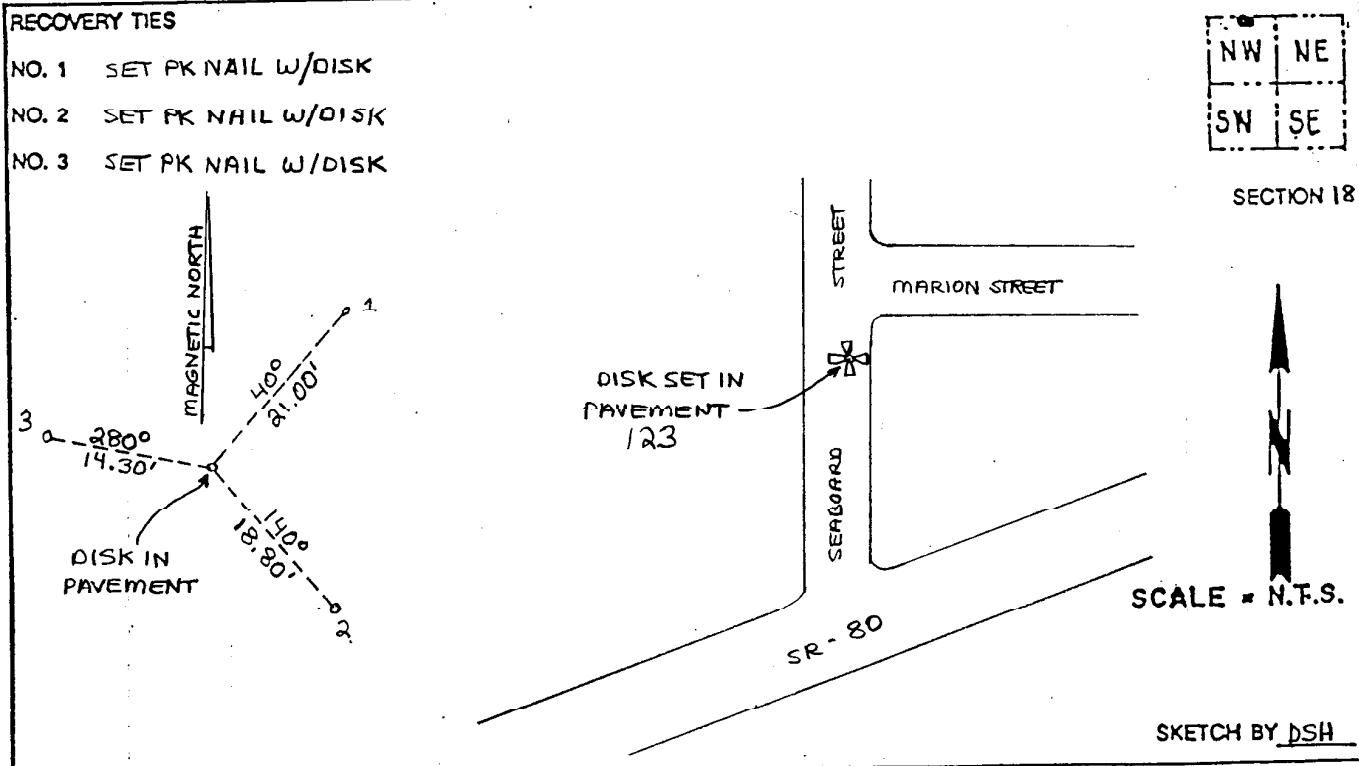 RECOVERY TIES
NO. 1 SET PK NAIL W/DISK
NO. 2 SET PK NAIL W/DISK
NO. 3 SET PK NAIL W/DISK
NW NE
SW SE
SECTION 18
MAGNETIC NORTH
1
40°
21.00'
3
280°
14.30'
140°
18.80'
2
DISK IN
PAVEMENT
STREET
MARION STREET
DISK SET IN
PAVEMENT
123
SEABOARD
SR-80
N
SCALE = N.T.S.
SKETCH BY DSH